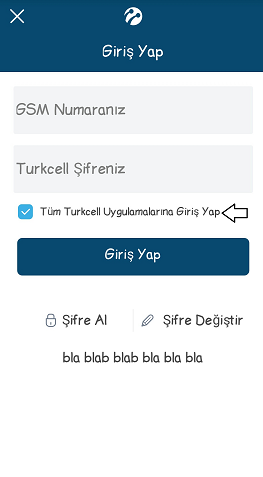 Giriş Yap
GSM Numaranız
Turkcell Şifreniz
Tüm Turkcell Uygulamalarına Giriş Yap
Giriş Yap
Şifre Al
Şifre Değiştir
bla blab blab bla bla bla